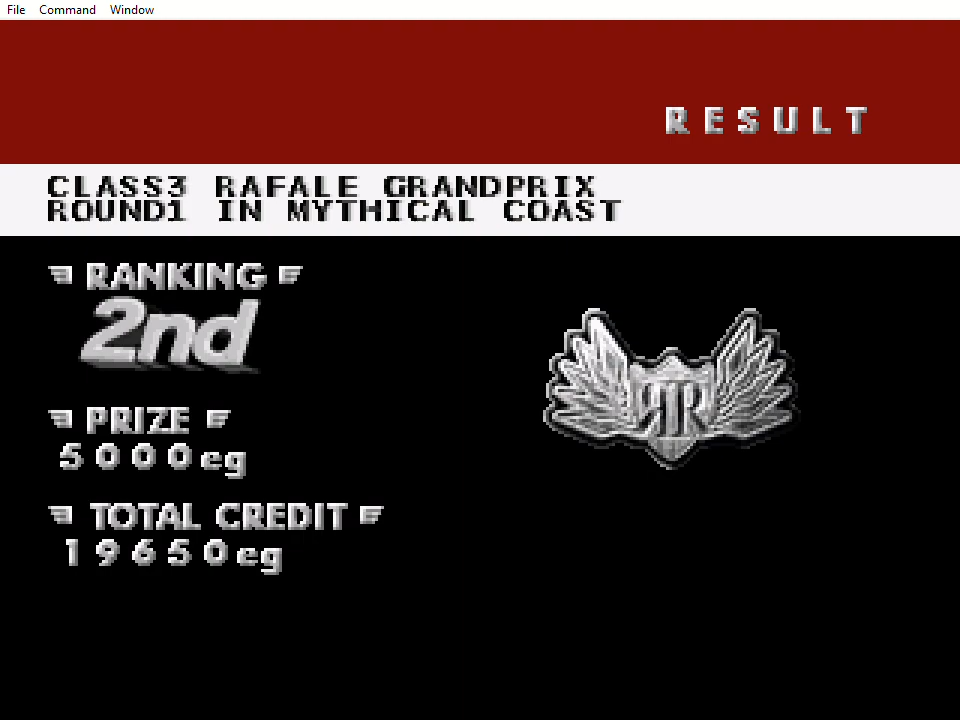 File Command Window
RESULT
CLASS3 RAFALE GRANDPRIX
ROUND1 IN MYTHICAL COAST
RANKING
2nd
PRIZE
5000eg
TOTAL CREDIT
19650eg